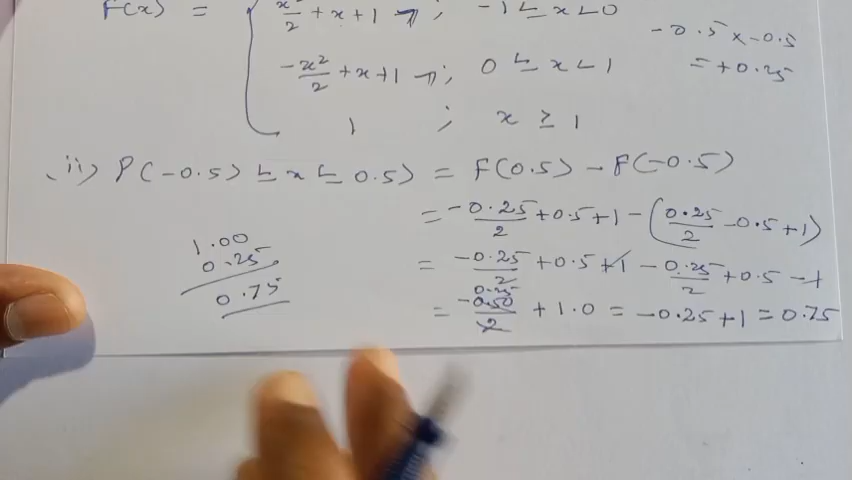 F(x) = { x²/2 + x + 1 ; -1 ≤ x < 0
-x²/2 + x + 1 ; 0 ≤ x < 1
1 ; x ≥ 1
-0.5 x -0.5
= +0.25
ii) P(-0.5) ≤ x ≤ 0.5) = F(0.5) - F(-0.5)
= -0.25/2 + 0.5 + 1 - (0.25/2 - 0.5 + 1)
= -0.25/2 + 0.5 + 1 - 0.25/2 + 0.5 - 1
0.25
= -0.50/2 + 1.0 = -0.25 + 1 = 0.75
1.00
0.25
0.75